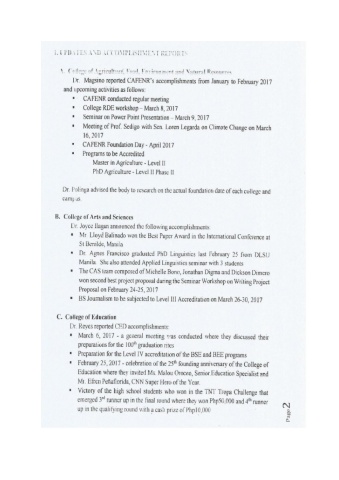 I. UPDATES AND ACCOMPLISHMENT REPORTS
A. College of Agriculture, Food, Environment and Natural Resources
Dr. Magsino reported CAFENR's accomplishments from January to February 2017
and upcoming activities as follows:
• CAFENR conducted regular meeting
• College RDE workshop – March 8, 2017
• Seminar on Power Point Presentation – March 9, 2017
• Meeting of Prof. Sedigo with Sen. Loren Legarda on Climate Change on March
16, 2017
• CAFENR Foundation Day - April 2017
• Programs to be Accredited
Master in Agriculture - Level II
PhD Agriculture - Level II Phase II
Dr. Polinga advised the body to research on the actual foundation date of each college and
campus
B. College of Arts and Sciences
Dr. Joyce Ilagan announced the following accomplishments:
• Mr. Lloyd Balinado won the Best Paper Award in the International Conference at
St Benilde, Manila
• Dr. Agnes Francisco graduated PhD Linguistics last February 25 from DLSU
Manila. She also attended Applied Linguistics seminar with 3 students
• The CAS team composed of Michelle Bono, Jonathan Digma and Dickson Dimero
won second best project proposal during the Seminar Workshop on Writing Project
Proposal on February 24-25, 2017
• BS Journalism to be subjected to Level III Accreditation on March 26-30, 2017
C. College of Education
Dr. Reyes reported CED accomplishments:
• March 6, 2017 - a general meeting was conducted where they discussed their
preparations for the 100th graduation rites
• Preparation for the Level IV accreditation of the BSE and BEE programs
• February 25, 2017 - celebration of the 25th founding anniversary of the College of
Education where they invited Ms. Malou Onicea, Senior Education Specialist and
Mr. Efren Peñaflorida, CNN Super Hero of the Year
• Victory of the high school students who won in the TNT Tropa Challenge that
emerged 3rd runner up in the final round where they won Php50,000 and 4th runner
up in the qualifying round with a cash prize of Php10,000
Page 2